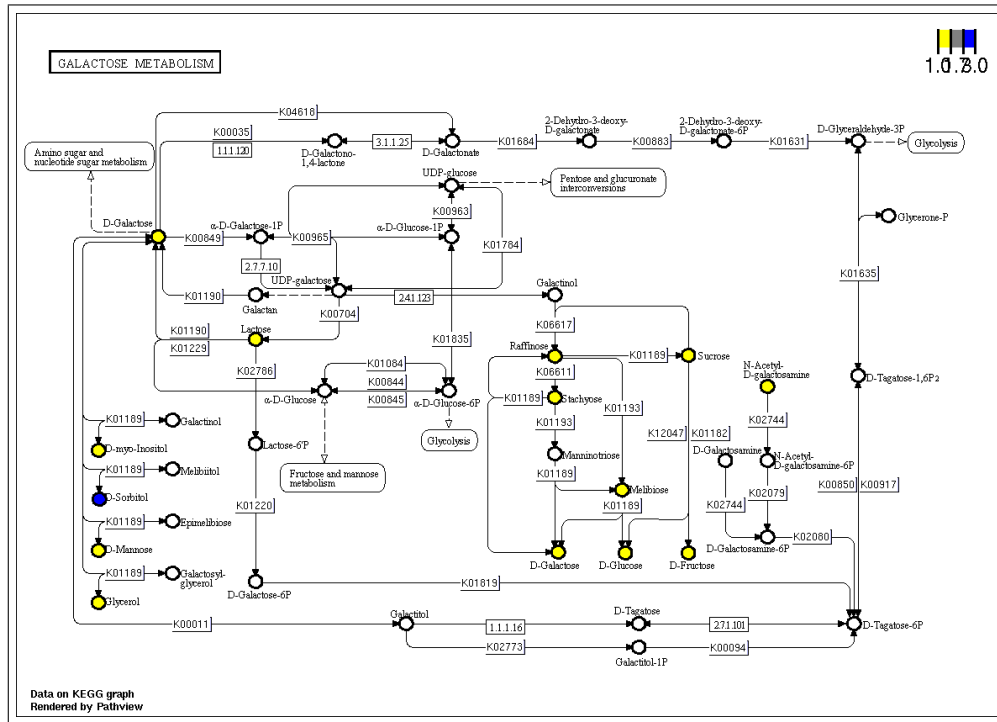 GALACTOSE METABOLISM
K04618
K00035
1.1.1.120
3.1.1.25
D-Galactono-
1,4-lactone
D-Galactonate
K01684
2-Dehydro-3-deoxy-
D-galactonate
K00883
2-Dehydro-3-deoxy-
galactonate-6P
K01631
D-Glyceraldehyde-3P
Glycolysis
Amino sugar and
nucleotide sugar metabolism
UDP-glucose
Pentose and glucuronate
interconversions
K00963
K01784
Glycerone-P
D-Galactose
K00849
α-D-Galactose-1P
K00965
α-D-Glucose-1P
2.7.7.10
UDP-galactose
K01635
K01190
Galactan
2.4.1.123
Galactinol
K00704
K01190
K01229
Lactose
K01835
K06617
Raffinose
K01189
Sucrose
K02786
K01084
K00844
K00845
α-D-Glucose
α-D-Glucose-6P
K06611
K01189
Stachyose
K01193
K01193
N-Acetyl-
D-galactosamine
D-Tagatose-1,6P2
K02744
K01189
Galactinol
D-myo-Inositol
Lactose-6'P
Glycolysis
Fructose and mannose
metabolism
Manninotriose
K12047
K01182
D-Galactosamine
N-Acetyl-
D-galactosamine-6P
K01189
Melibiitol
D-Sorbitol
K01189
Melibiose
K01189
K02744
K02079
K00850
K00917
K01220
K01189
Epimelibiose
D-Mannose
D-Galactose
D-Glucose
D-Fructose
D-Galactosamine-6P
K02080
K01189
Galactosyl-
glycerol
Glycerol
D-Galactose-6P
K01819
K00011
Galactitol
1.1.1.16
D-Tagatose
2.7.1.101
D-Tagatose-6P
K02773
Galactitol-1P
K00094
Data on KEGG graph
Rendered by Pathview